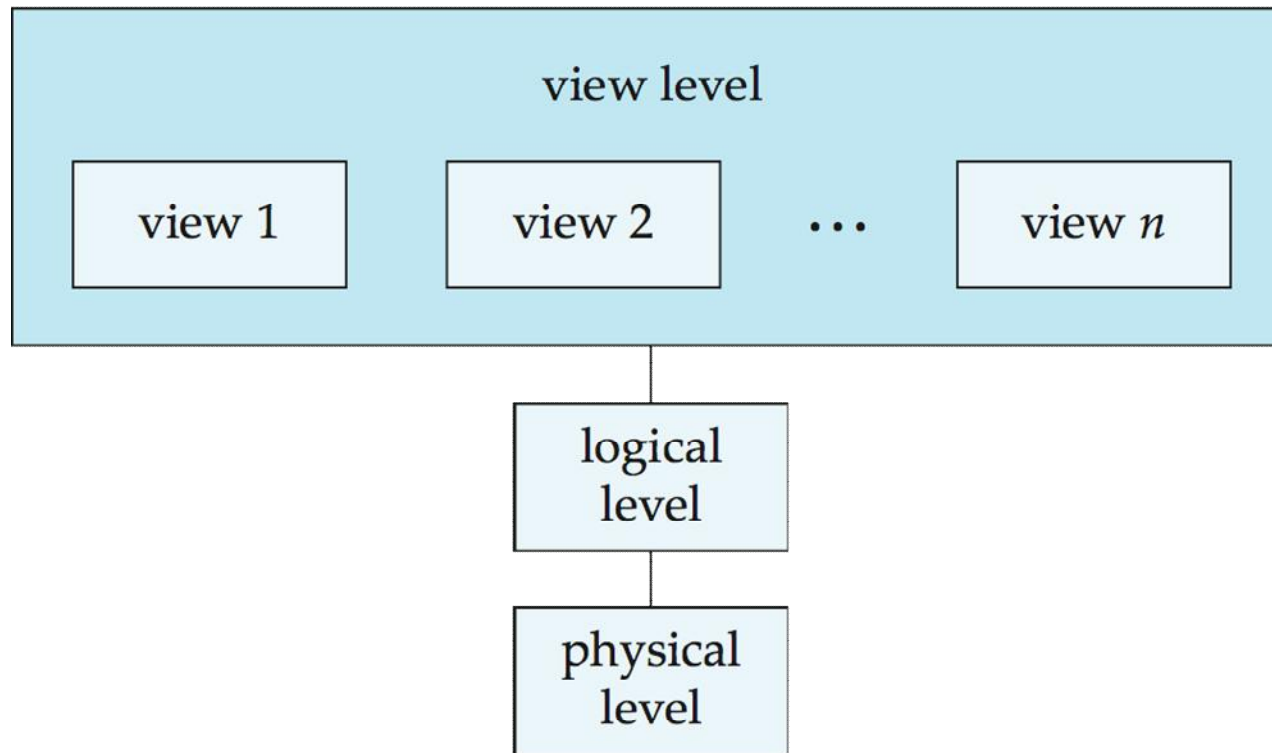 view level
view 1
view 2
...
view n
logical
level
physical
level